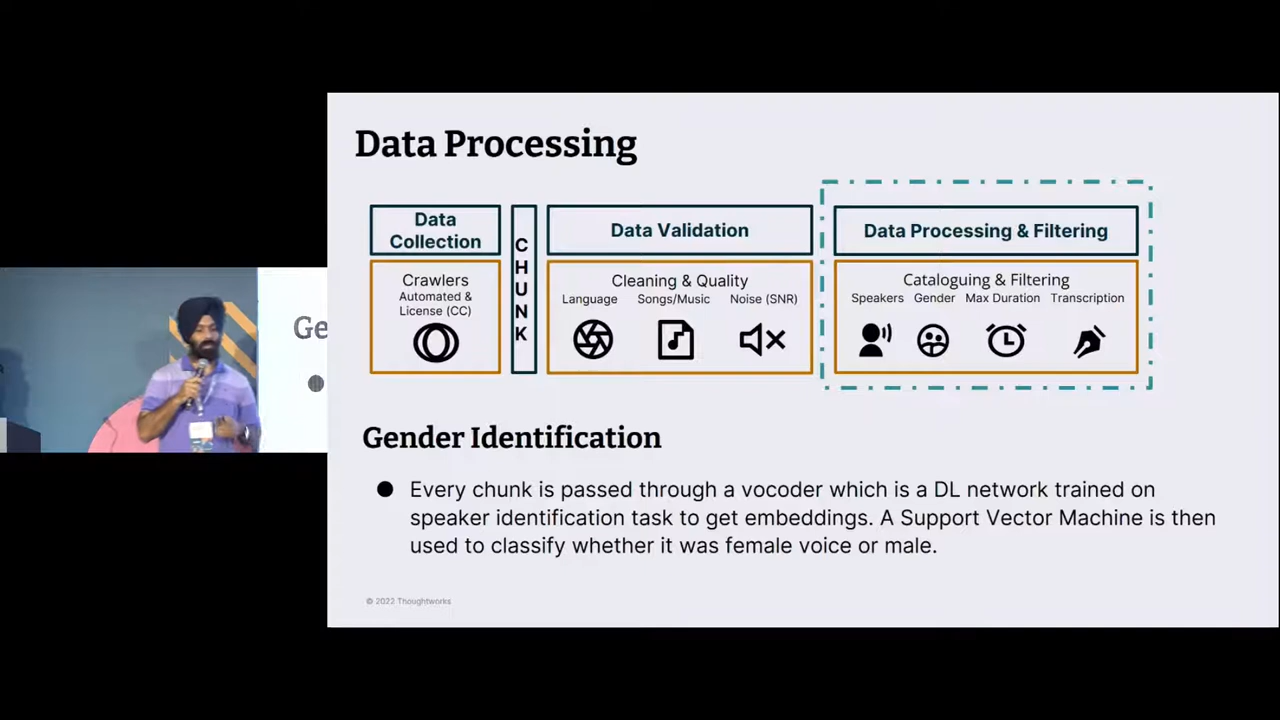 Data Processing
Data
Collection
CHUNK
Data Validation
Data Processing & Filtering
Crawlers
Automated &
License (CC)
Cleaning & Quality
Language Songs/Music Noise (SNR)
Cataloguing & Filtering
Speakers Gender Max Duration Transcription
Ge
Gender Identification
● Every chunk is passed through a vocoder which is a DL network trained on
speaker identification task to get embeddings. A Support Vector Machine is then
used to classify whether it was female voice or male.
© 2022 Thoughtworks